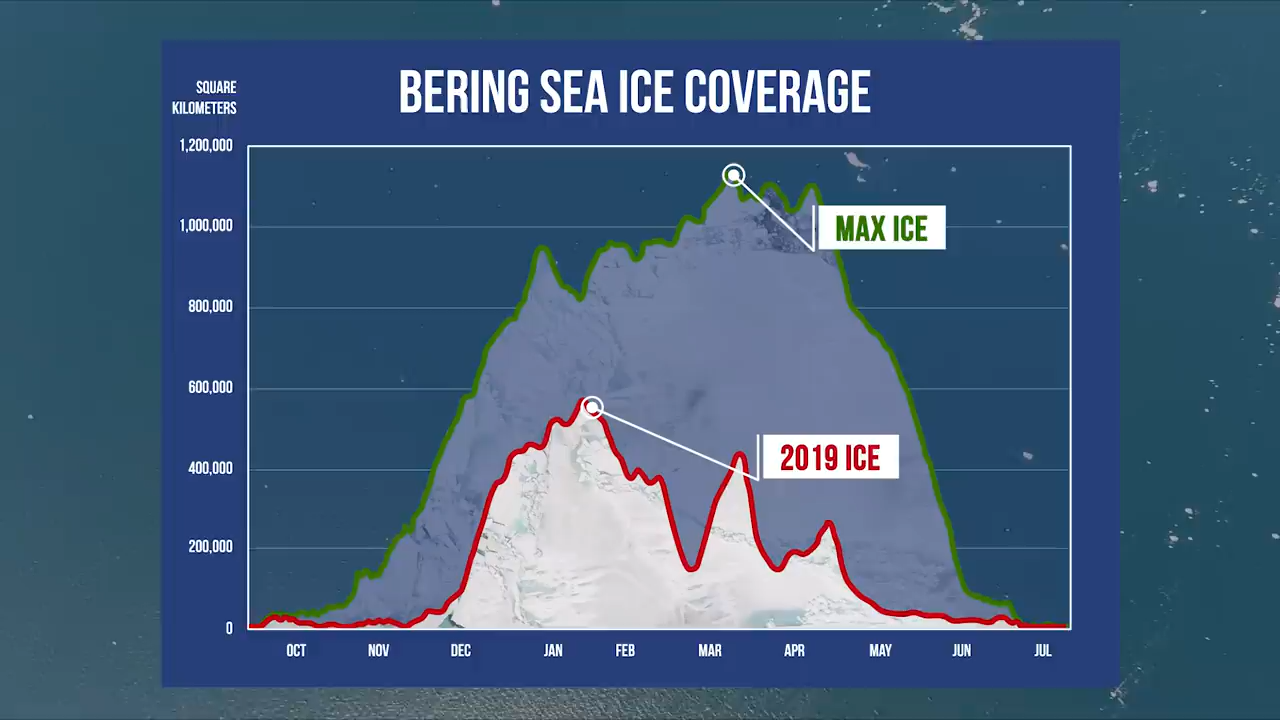 BERING SEA ICE COVERAGE
SQUARE
KILOMETERS
1,200,000
1,000,000
800,000
600,000
400,000
200,000
0
MAX ICE
2019 ICE
OCT NOV DEC JAN FEB MAR APR MAY JUN JUL